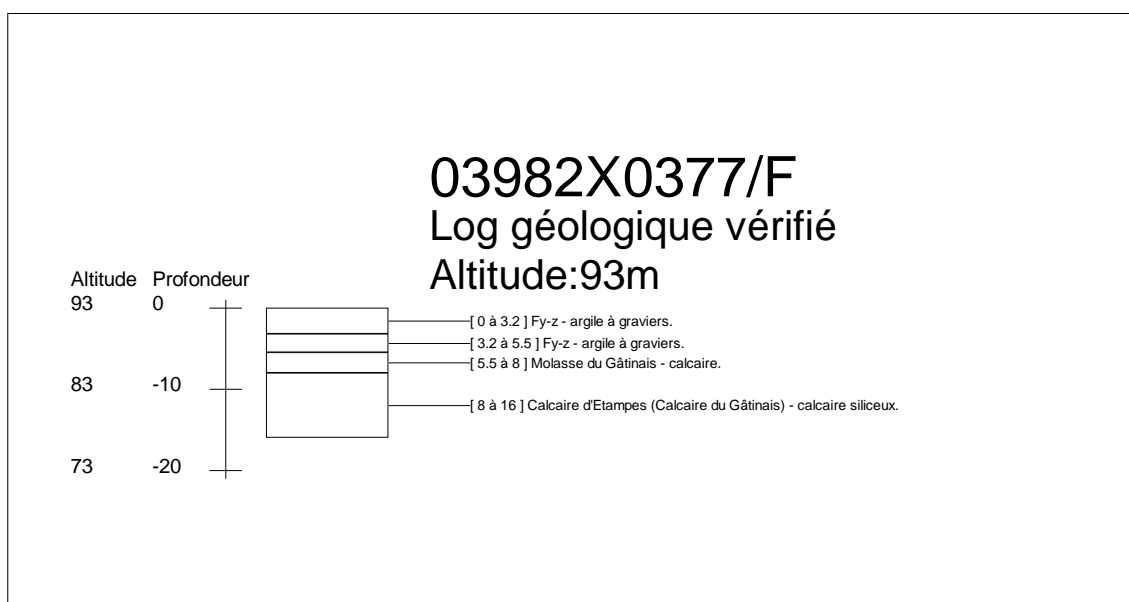 03982X0377/F
Log géologique vérifié
Altitude:93m
Altitude Profondeur
93 0
[ 0 à 3.2 ] Fy-z - argile à graviers.
[ 3.2 à 5.5 ] Fy-z - argile à graviers.
[ 5.5 à 8 ] Molasse du Gâtinais - calcaire.
83 -10
[ 8 à 16 ] Calcaire d'Etampes (Calcaire du Gâtinais) - calcaire siliceux.
73 -20